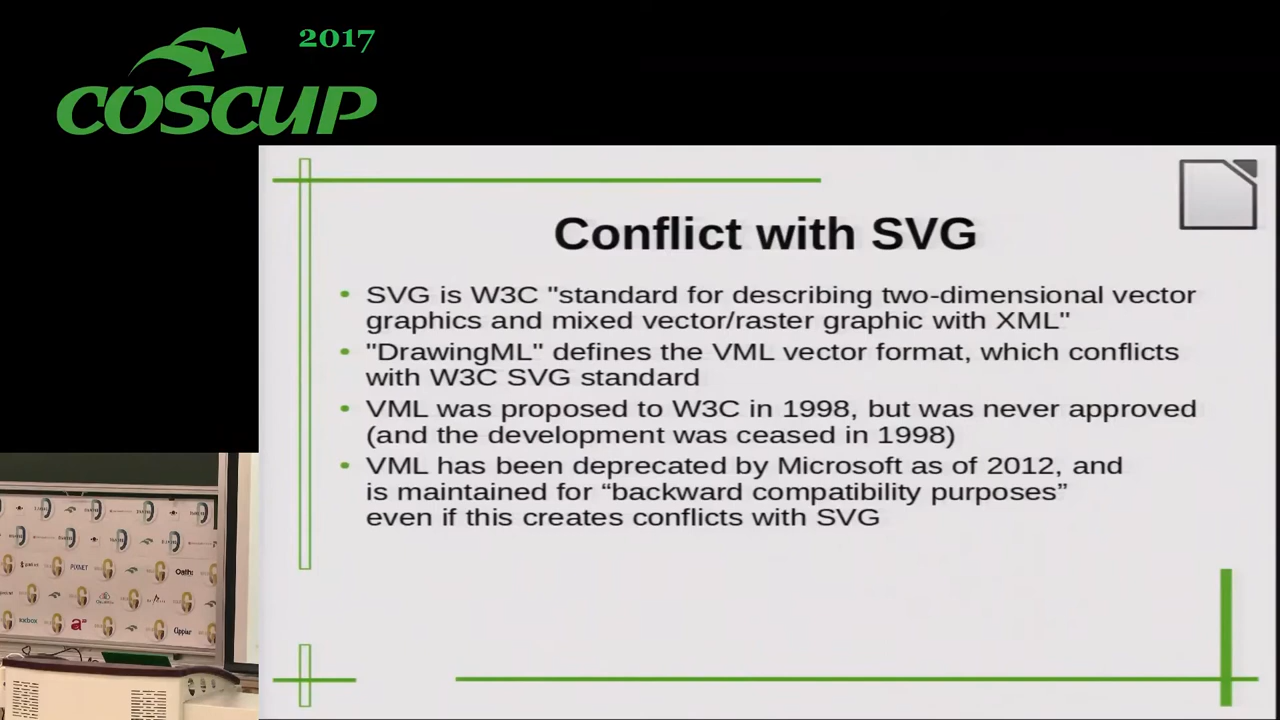 2017
COSCUP
Conflict with SVG
• SVG is W3C "standard for describing two-dimensional vector
graphics and mixed vector/raster graphic with XML"
• "DrawingML" defines the VML vector format, which conflicts
with W3C SVG standard
• VML was proposed to W3C in 1998, but was never approved
(and the development was ceased in 1998)
• VML has been deprecated by Microsoft as of 2012, and
is maintained for “backward compatibility purposes”
even if this creates conflicts with SVG
PIXNET
Oath:
Appier